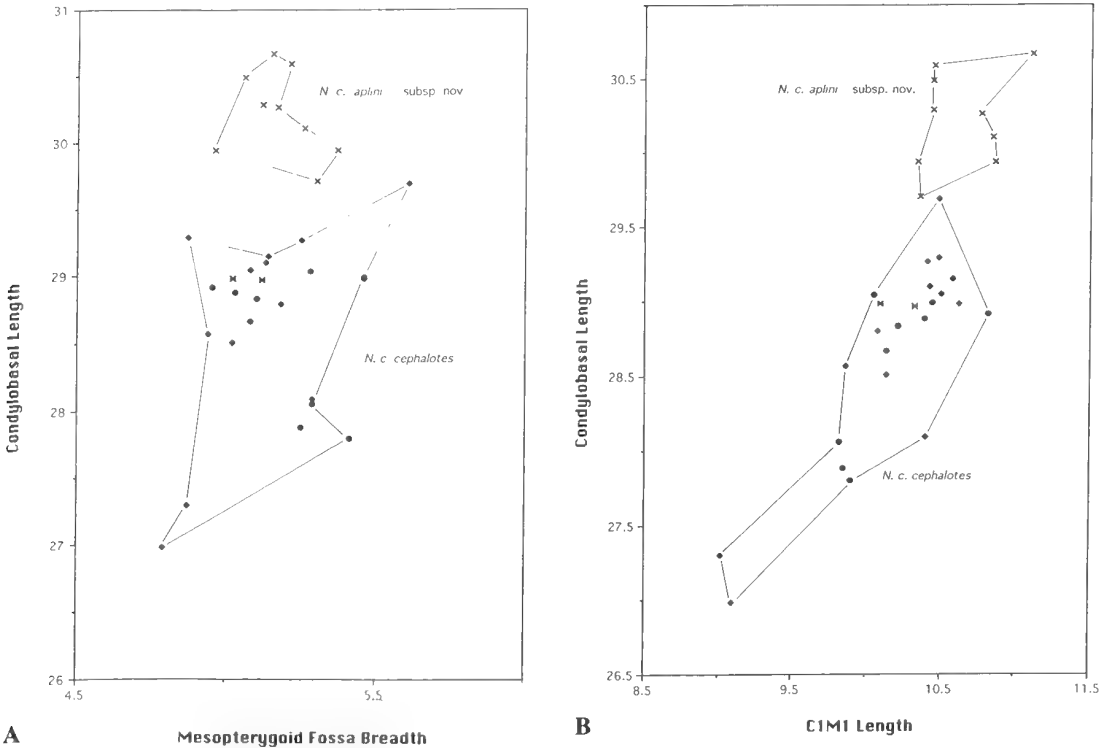 31
30
29
28
27
26
4.5
5.5
Condylobasal Length
Mesopterygoid Fossa Breadth
N. c. aplini subsp nov
N. c cephalotes
A
30.5
29.5
28.5
27.5
26.5
8.5
9.5
10.5
11.5
Condylobasal Length
C1M1 Length
N. c. aplini subsp. nov.
N. c. cephalotes
B